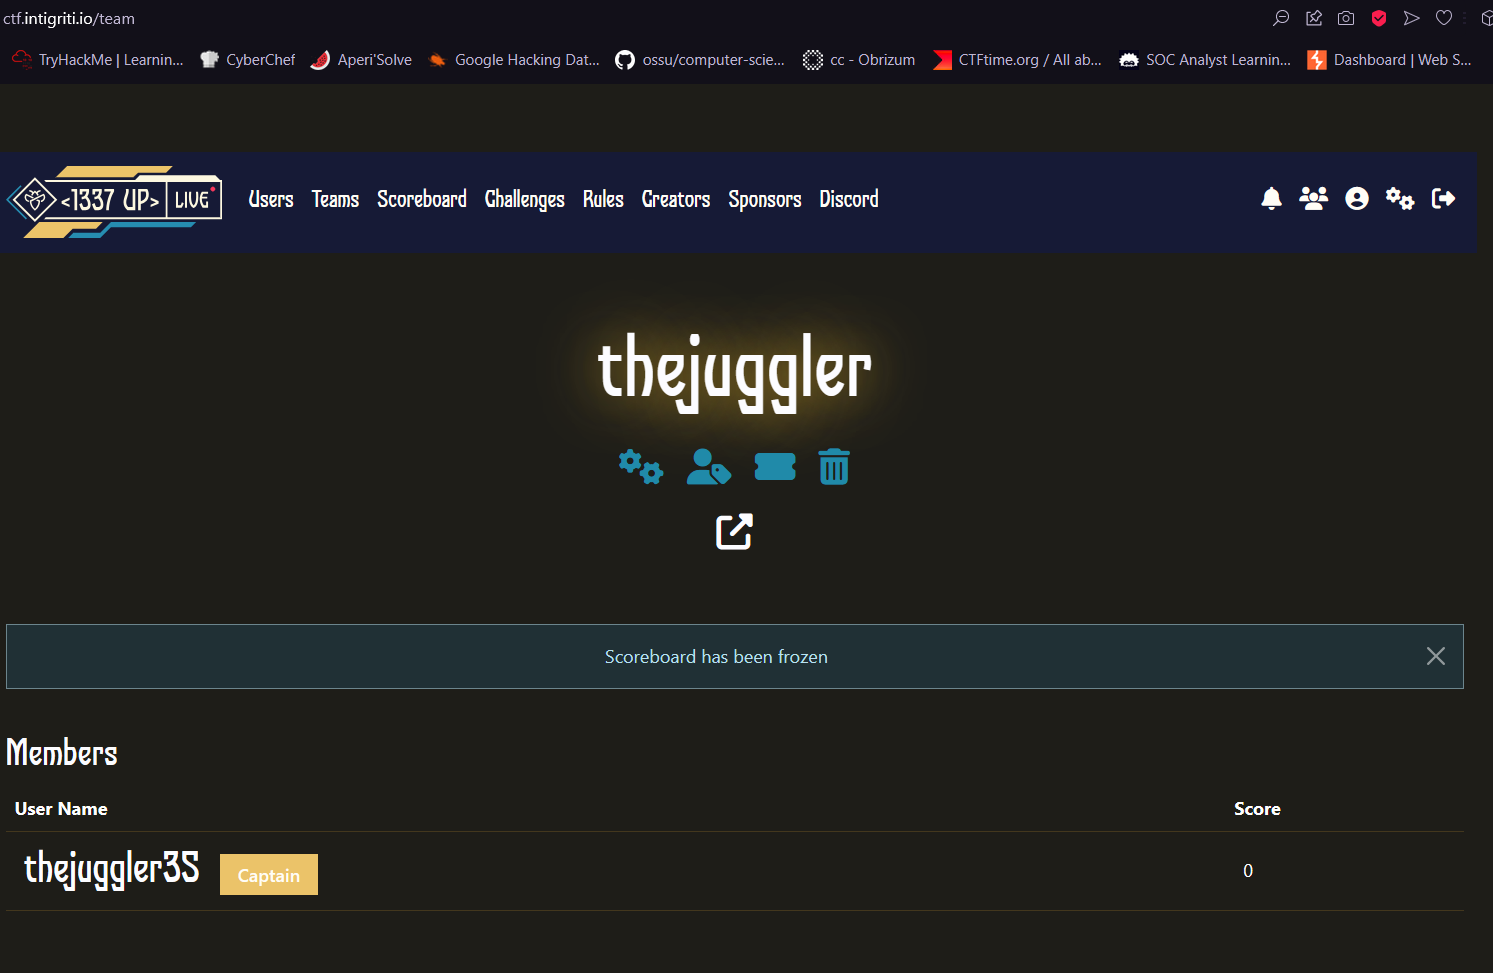 ctf.intigriti.io/team
TryHackMe | Learnin... CyberChef Aperi'Solve Google Hacking Dat... ossu/computer-scie... cc - Obrizum CTFtime.org / All ab... SOC Analyst Learnin... Dashboard | Web S...
<1337 UP> LIVE Users Teams Scoreboard Challenges Rules Creators Sponsors Discord
thejuggler
Scoreboard has been frozen
Members
User Name Score
thejuggler35 Captain 0